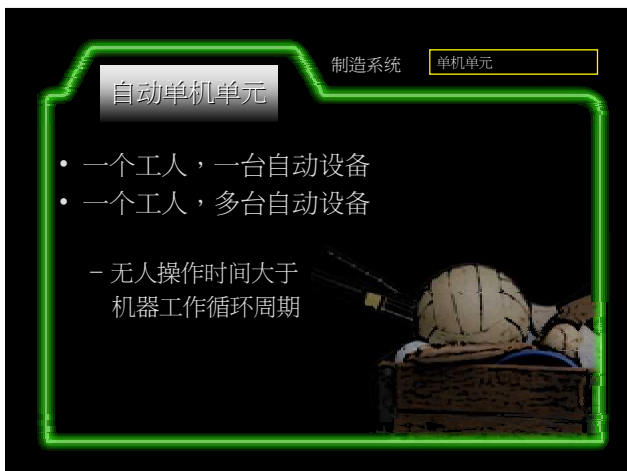 制造系统
单机单元
自动单机单元
• 一个工人，一台自动设备
• 一个工人，多台自动设备
– 无人操作时间大于
机器工作循环周期